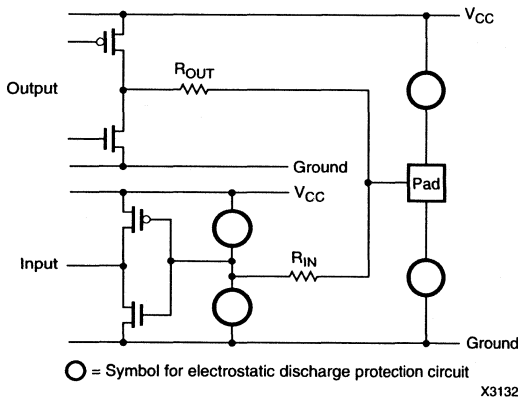 VCC
ROUT
Output
Ground
Pad
VCC
Input
RIN
Ground
= Symbol for electrostatic discharge protection circuit
X3132